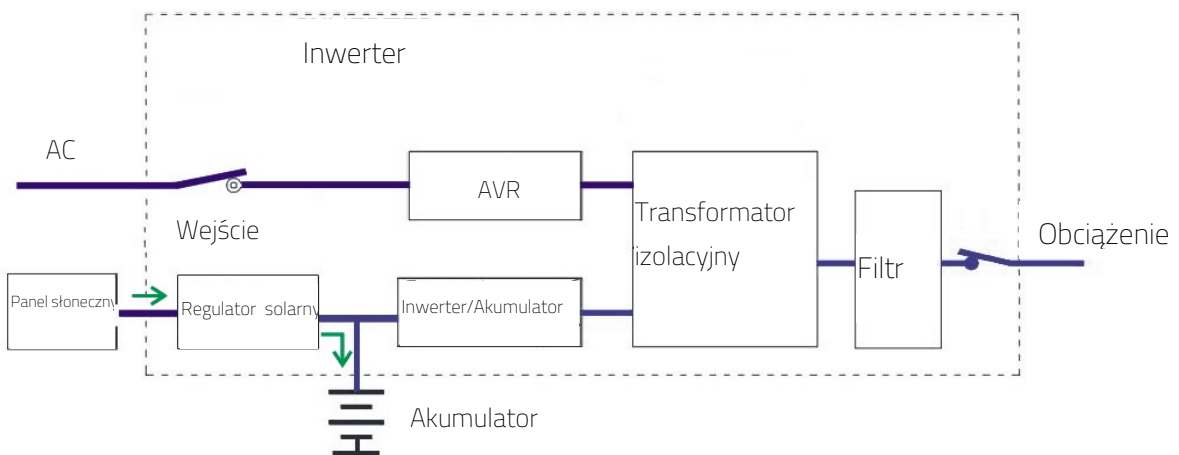 Inwerter
AC
AVR
Wejście
Transformator
izolacyjny
Obciążenie
Filtr
Panel słoneczny
Regulator solarny
Inwerter/Akumulator
Akumulator